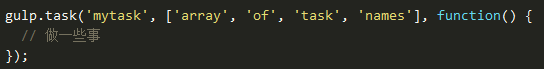 gulp.task('mytask', ['array', 'of', 'task', 'names'], function() {
  // 做一些事
});